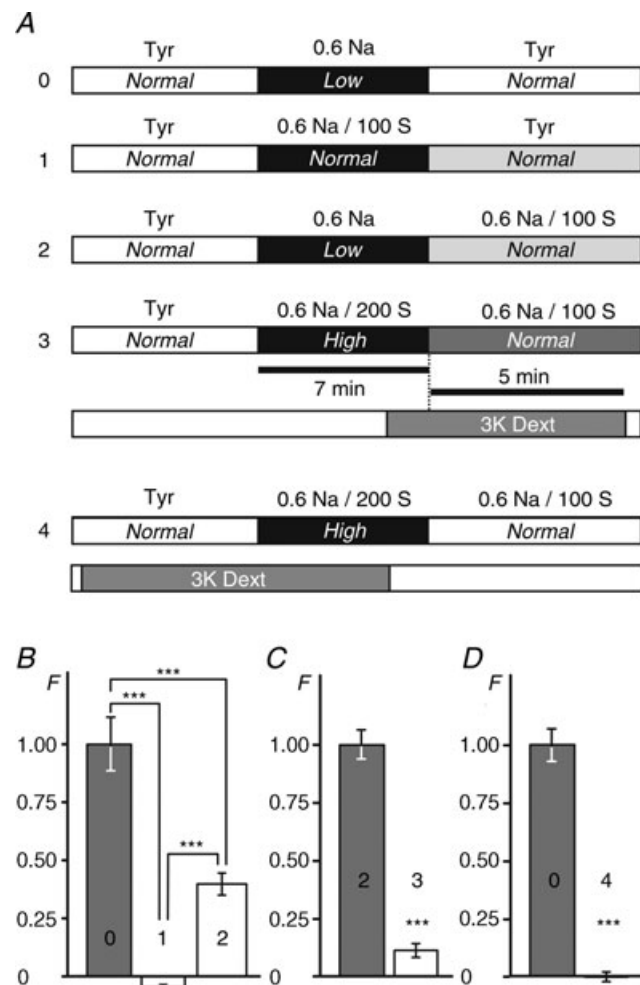 A
Tyr 0.6 Na Tyr
0 Normal Low Normal
Tyr 0.6 Na / 100 S Tyr
1 Normal Normal Normal
Tyr 0.6 Na 0.6 Na / 100 S
2 Normal Low Normal
Tyr 0.6 Na / 200 S 0.6 Na / 100 S
3 Normal High Normal
7 min 5 min
3K Dext
Tyr 0.6 Na / 200 S 0.6 Na / 100 S
4 Normal High Normal
3K Dext
B C D
F F F
***
***
1.00 1.00 1.00
0.75 0.75 0.75
***
0.50 0.50 0.50
2 3 0 4
0.25 0.25 0.25
*** ***
0 1 2
0 0 0